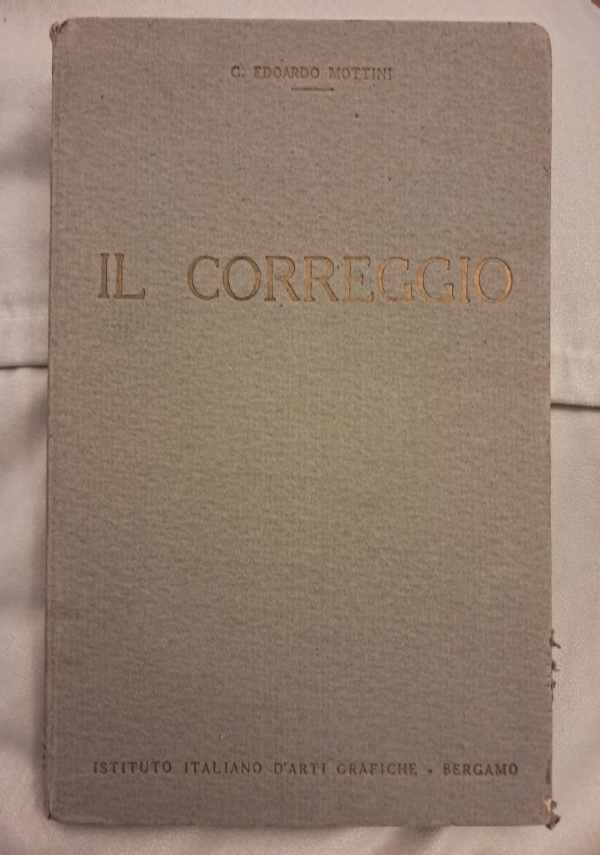 G. EDOARDO MOTTINI
IL CORREGGIO
ISTITUTO ITALIANO D'ARTI GRAFICHE - BERGAMO